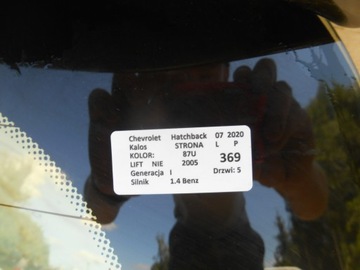 Chevrolet Hatchback 07 2020
Kalos STRONA L P
KOLOR: 87U 369
LIFT NIE 2005
Generacja I Drzwi: 5
Silnik 1.4 Benz